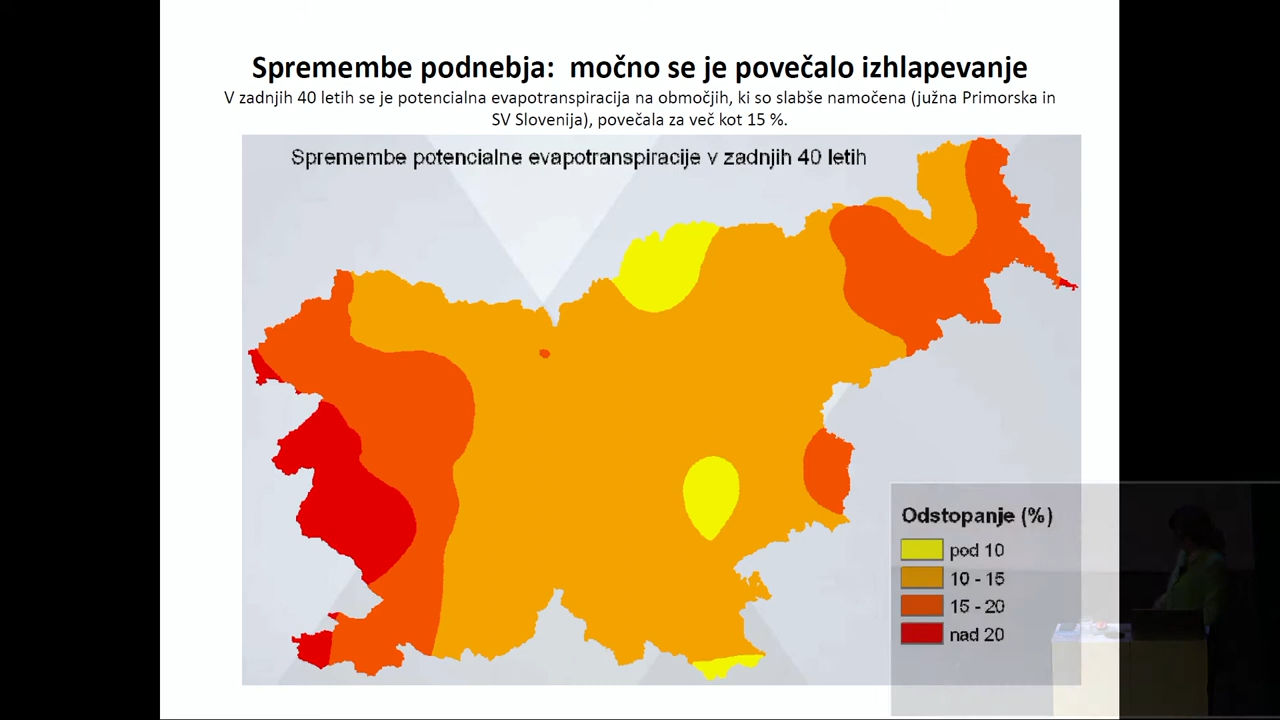 Spremembe podnebja: močno se je povečalo izhlapevanje
V zadnjih 40 letih se je potencialna evapotranspiracija na območjih, ki so slabše namočena (južna Primorska in
SV Slovenija), povečala za več kot 15 %.
Spremembe potencialne evapotranspiracije v zadnjih 40 letih
Odstopanje (%)
pod 10
10 - 15
15 - 20
nad 20